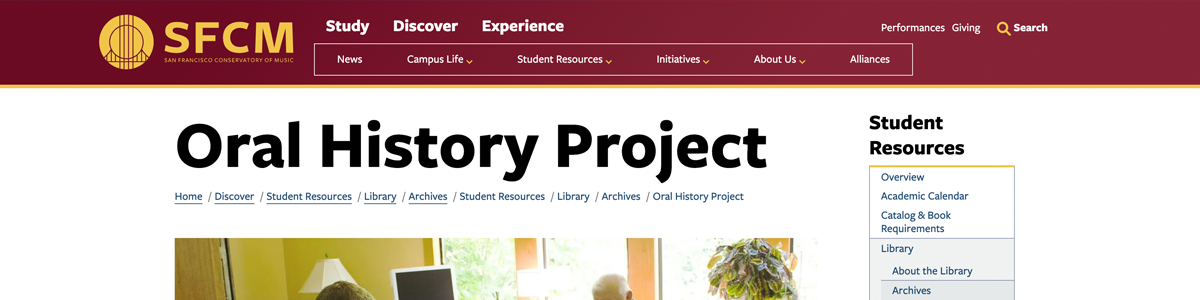 SFCM
SAN FRANCISCO CONSERVATORY OF MUSIC
Study Discover Experience
Performances Giving Search
News Campus Life Student Resources Initiatives About Us Alliances
Oral History Project
Home / Discover / Student Resources / Library / Archives / Student Resources / Library / Archives / Oral History Project
Student
Resources
Overview
Academic Calendar
Catalog & Book
Requirements
Library
About the Library
Archives